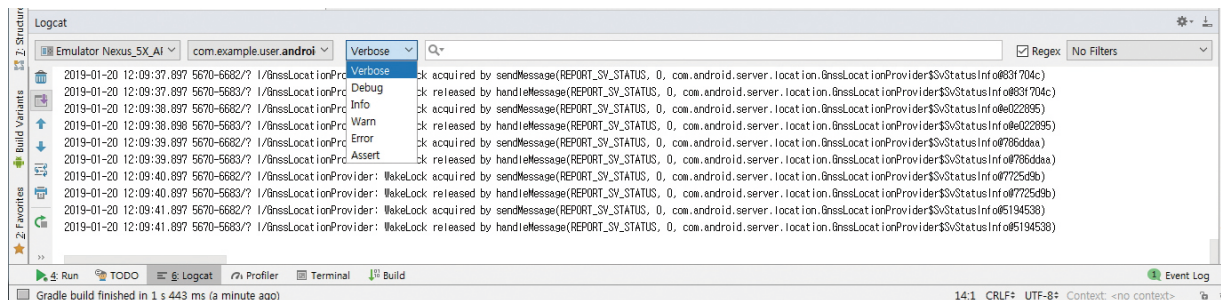 Z: Structure
Logcat
Emulator Nexus_5X_AF
com.example.user.androi
Verbose
Regex
No Filters
Verbose
Debug
Info
Warn
Error
Assert
2019-01-20 12:09:37.897 5670-6682/? I/GnssLocationPro ck acquired by sendMessage(REPORT_SV_STATUS, 0, com.android.server.location.GnssLocationProvider$SvStatusInfo@83f704c)
2019-01-20 12:09:37.897 5670-5683/? I/GnssLocationPro ck released by handleMessage(REPORT_SV_STATUS, 0, com.android.server.location.GnssLocationProvider$SvStatusInfo@83f704c)
2019-01-20 12:09:38.897 5670-6682/? I/GnssLocationPro ck acquired by sendMessage(REPORT_SV_STATUS, 0, com.android.server.location.GnssLocationProvider$SvStatusInfo@e022895)
2019-01-20 12:09:38.898 5670-5683/? I/GnssLocationPro ck released by handleMessage(REPORT_SV_STATUS, 0, com.android.server.location.GnssLocationProvider$SvStatusInfo@e022895)
2019-01-20 12:09:39.897 5670-6682/? I/GnssLocationPro ck acquired by sendMessage(REPORT_SV_STATUS, 0, com.android.server.location.GnssLocationProvider$SvStatusInfo@786ddaa)
2019-01-20 12:09:39.897 5670-5683/? I/GnssLocationPro ck released by handleMessage(REPORT_SV_STATUS, 0, com.android.server.location.GnssLocationProvider$SvStatusInfo@786ddaa)
2019-01-20 12:09:40.897 5670-6682/? I/GnssLocationProvider: WakeLock acquired by sendMessage(REPORT_SV_STATUS, 0, com.android.server.location.GnssLocationProvider$SvStatusInfo@7725d9b)
2019-01-20 12:09:40.897 5670-5683/? I/GnssLocationProvider: WakeLock released by handleMessage(REPORT_SV_STATUS, 0, com.android.server.location.GnssLocationProvider$SvStatusInfo@7725d9b)
2019-01-20 12:09:41.897 5670-6682/? I/GnssLocationProvider: WakeLock acquired by sendMessage(REPORT_SV_STATUS, 0, com.android.server.location.GnssLocationProvider$SvStatusInfo@5194538)
2019-01-20 12:09:41.897 5670-5683/? I/GnssLocationProvider: WakeLock released by handleMessage(REPORT_SV_STATUS, 0, com.android.server.location.GnssLocationProvider$SvStatusInfo@5194538)
Build Variants
2: Favorites
4: Run TODO 6: Logcat Profiler Terminal Build
1 Event Log
Gradle build finished in 1 s 443 ms (a minute ago)
14:1 CRLF UTF-8 Context: <no context>